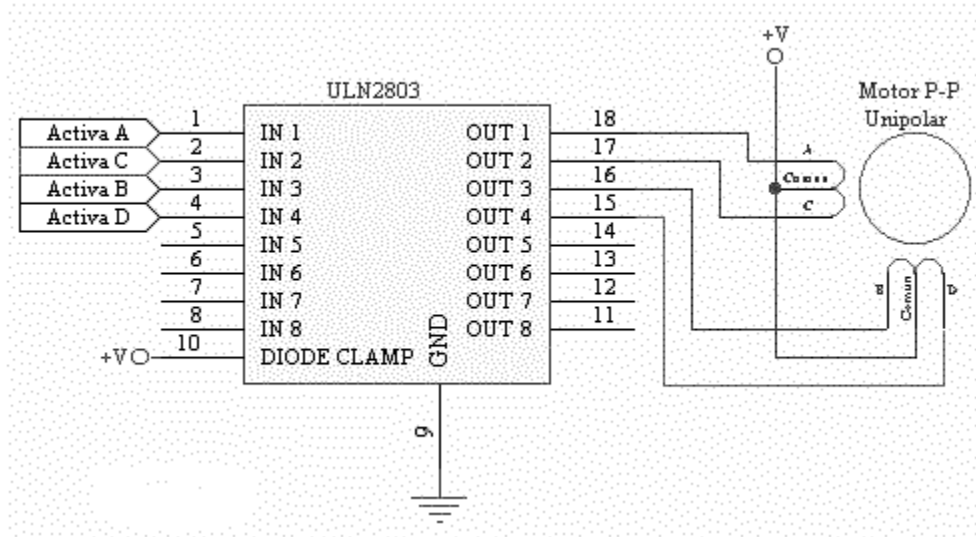 +V
ULN2803
Motor P-P
Unipolar
Activa A
1
IN 1
OUT 1
18
A
Activa C
2
IN 2
OUT 2
17
Comun
Activa B
3
IN 3
OUT 3
16
C
Activa D
4
IN 4
OUT 4
15
5
IN 5
OUT 5
14
6
IN 6
OUT 6
13
7
IN 7
OUT 7
12
8
IN 8
OUT 8
11
B
Comun
D
+V
10
DIODE CLAMP
GND
9